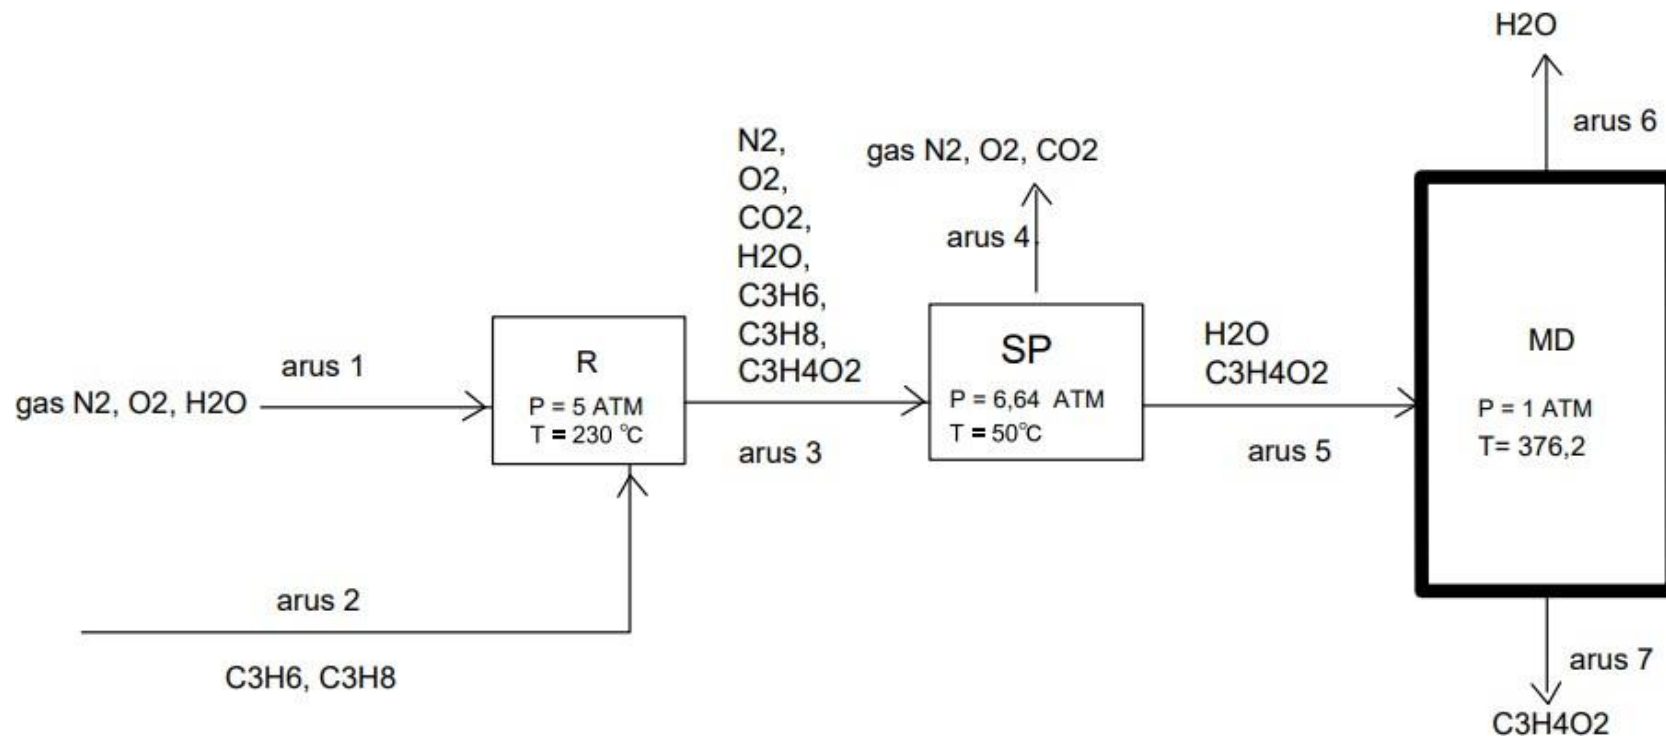 gas N2, O2, H2O
arus 1
R
P = 5 ATM
T = 230 °C
arus 2
C3H6, C3H8
N2,
O2,
CO2,
H2O,
C3H6,
C3H8,
C3H4O2
arus 3
gas N2, O2, CO2
arus 4
SP
P = 6,64 ATM
T = 50°C
H2O
C3H4O2
arus 5
H2O
arus 6
MD
P = 1 ATM
T= 376,2
arus 7
C3H4O2